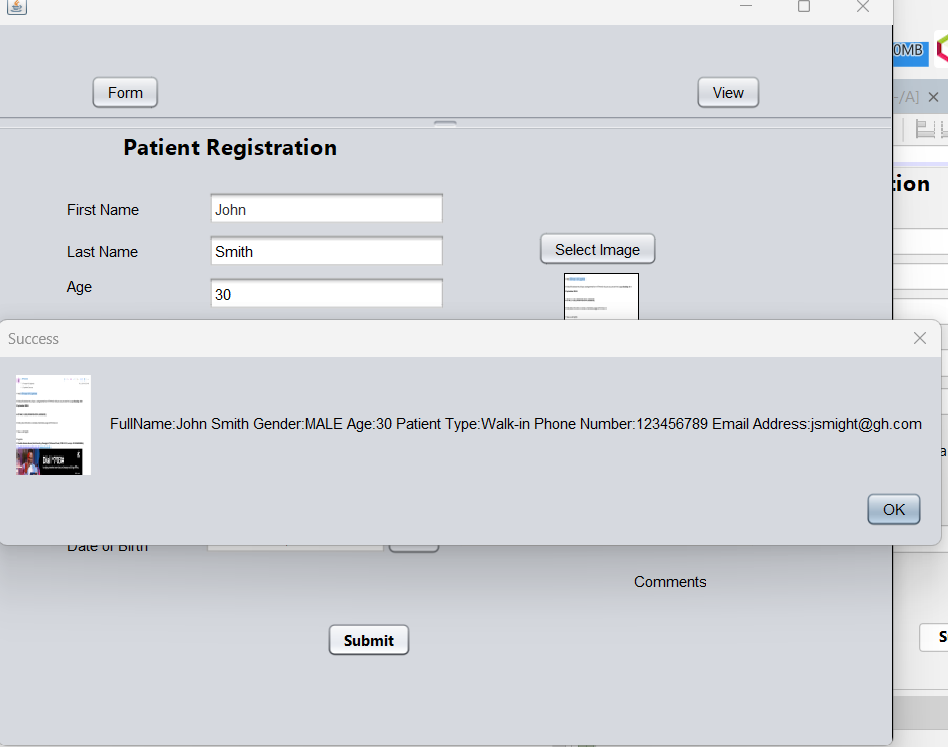 0MB
Form
View
-/A]
Patient Registration
tion
First Name
John
Last Name
Smith
Select Image
Age
30
Success
FullName:John Smith Gender:MALE Age:30 Patient Type:Walk-in Phone Number:123456789 Email Address:jsmight@gh.com
OK
Date of Birth
Comments
Submit
S